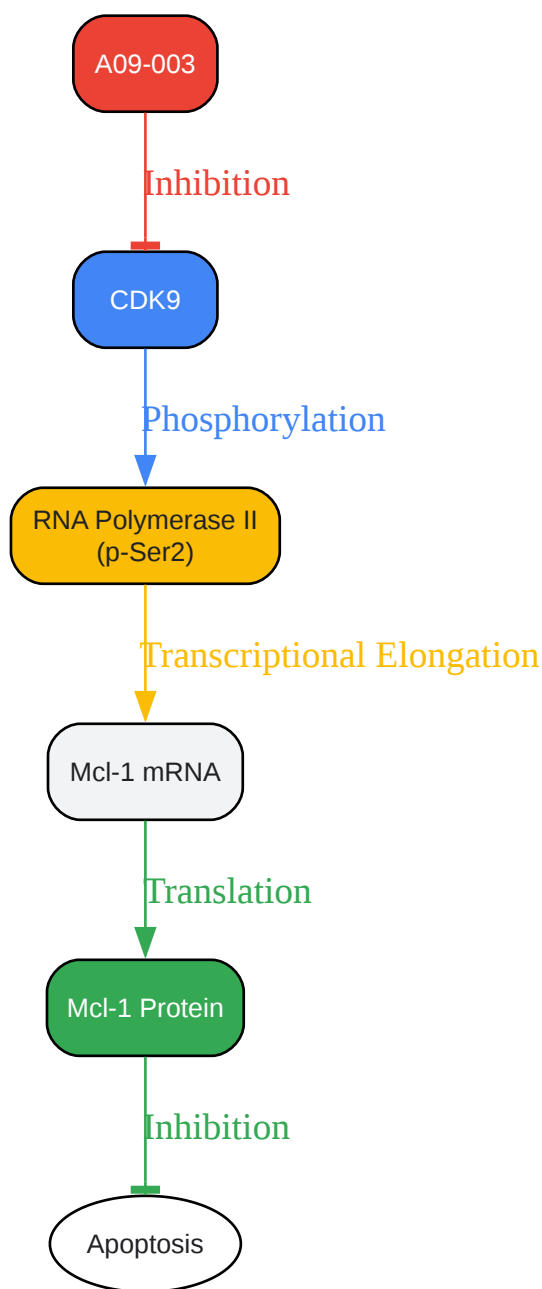 A09-003
Inhibition
CDK9
Phosphorylation
RNA Polymerase II
(p-Ser2)
Transcriptional Elongation
Mcl-1 mRNA
Translation
Mcl-1 Protein
Inhibition
Apoptosis